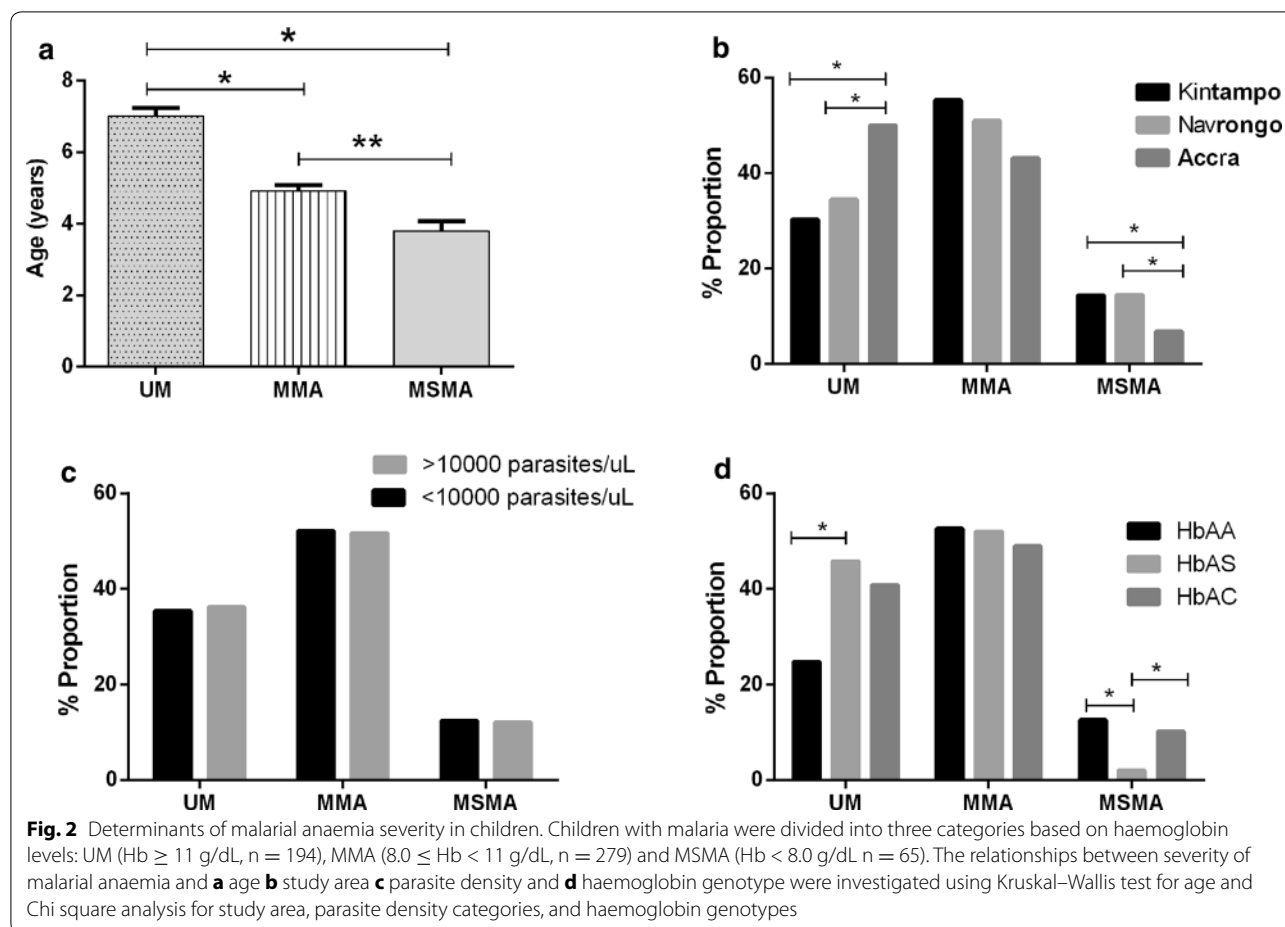 a
*
*
**
8
6
4
2
0
Age (years)
UM MMA MSMA
b
*
*
*
*
Kintampo
Navrongo
Accra
60
40
20
0
% Proportion
UM MMA MSMA
c
>10000 parasites/uL
<10000 parasites/uL
60
40
20
0
% Proportion
UM MMA MSMA
d
*
*
*
HbAA
HbAS
HbAC
60
40
20
0
% Proportion
UM MMA MSMA
Fig. 2 Determinants of malarial anaemia severity in children. Children with malaria were divided into three categories based on haemoglobin
levels: UM (Hb ≥ 11 g/dL, n = 194), MMA (8.0 ≤ Hb < 11 g/dL, n = 279) and MSMA (Hb < 8.0 g/dL n = 65). The relationships between severity of
malarial anaemia and a age b study area c parasite density and d haemoglobin genotype were investigated using Kruskal–Wallis test for age and
Chi square analysis for study area, parasite density categories, and haemoglobin genotypes